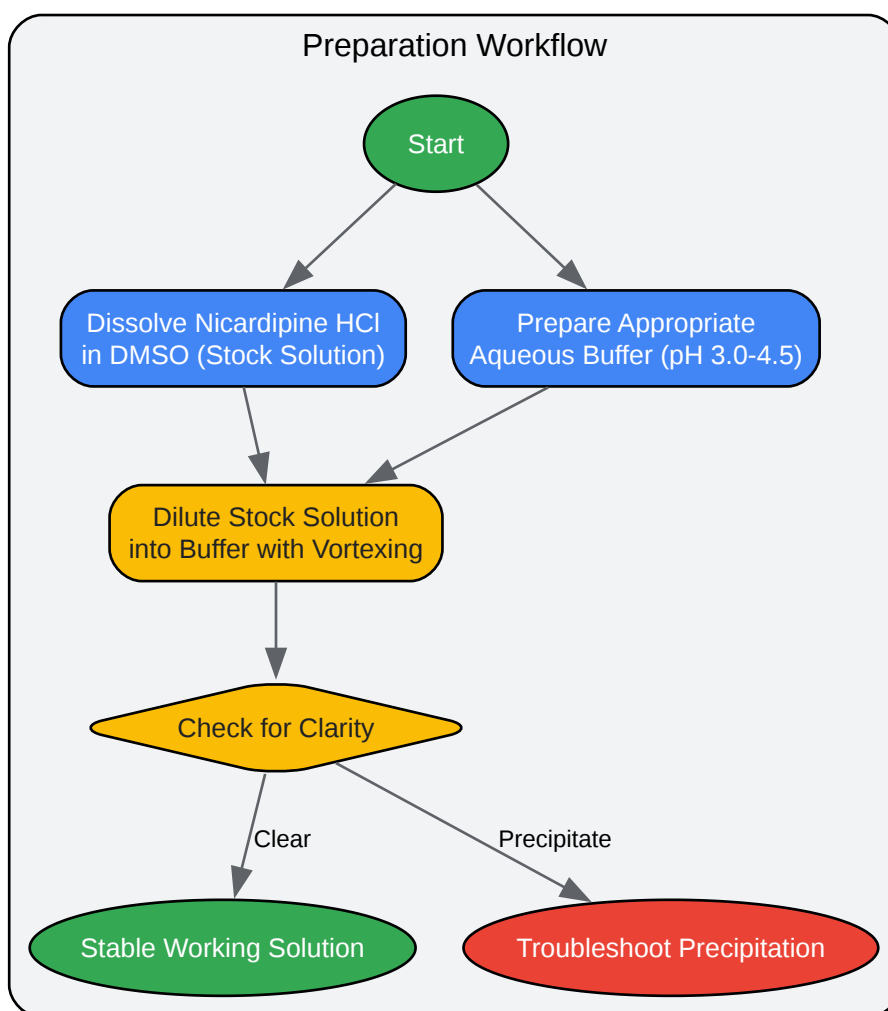 Preparation Workflow
Start
Dissolve Nicardipine HCl
in DMSO (Stock Solution)
Prepare Appropriate
Aqueous Buffer (pH 3.0-4.5)
Dilute Stock Solution
into Buffer with Vortexing
Check for Clarity
Clear
Precipitate
Stable Working Solution
Troubleshoot Precipitation